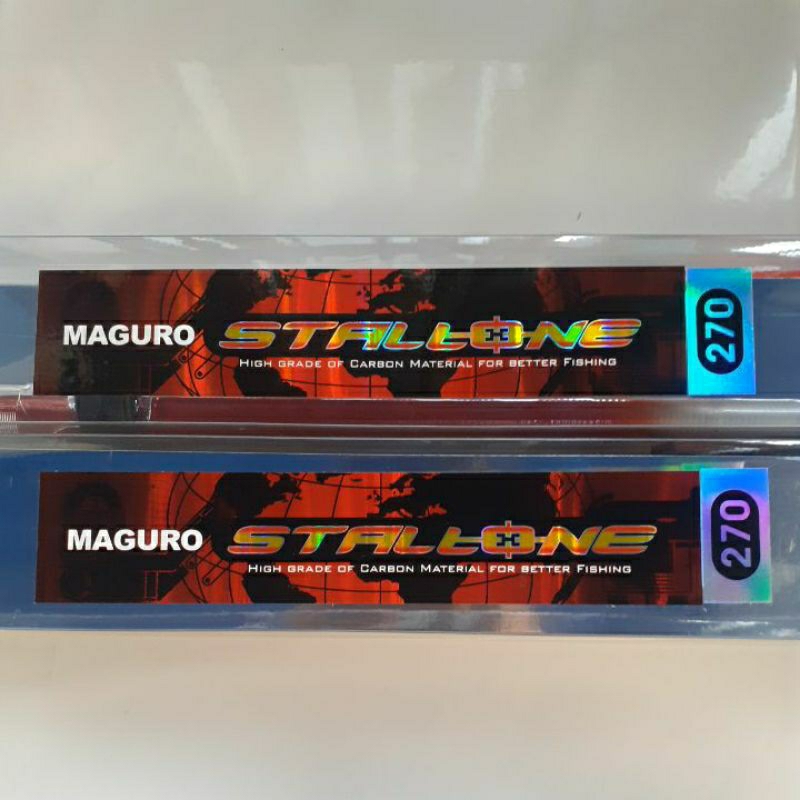 MAGURO STALLONE 270
HIGH GRADE OF CARBON MATERIAL FOR BETTER FISHING
MAGURO STALLONE 270
HIGH GRADE OF CARBON MATERIAL FOR BETTER FISHING